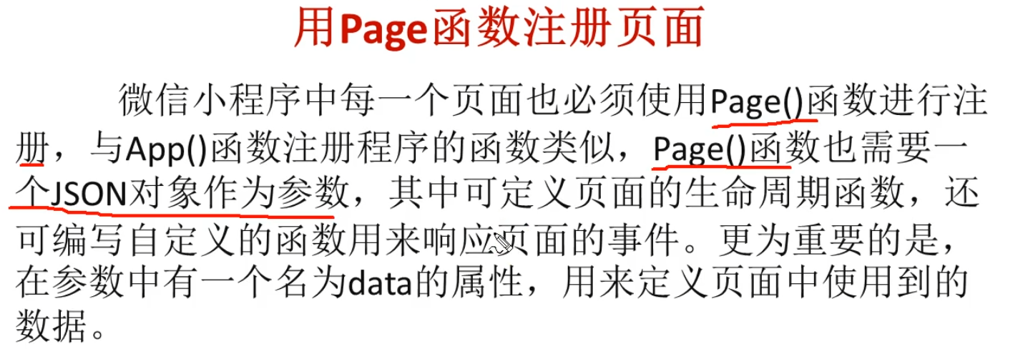 用Page函数注册页面
微信小程序中每一个页面也必须使用Page()函数进行注
册，与App()函数注册程序的函数类似，Page()函数也需要一
个JSON对象作为参数，其中可定义页面的生命周期函数，还
可编写自定义的函数用来响应页面的事件。更为重要的是，
在参数中有一个名为data的属性，用来定义页面中使用到的
数据。